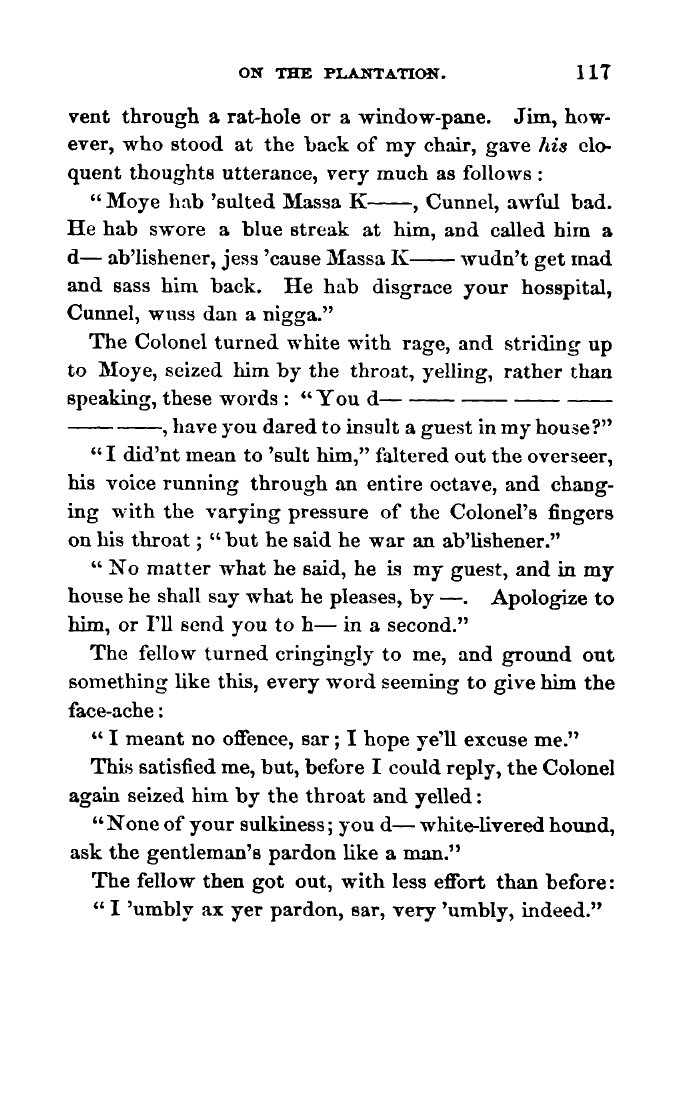 ON THE PLANTATION. 117
vent through a rat-hole or a window-pane. Jim, how-
ever, who stood at the back of my chair, gave his elo-
quent thoughts utterance, very much as follows :
“Moye hab ’sulted Massa K——, Cunnel, awful bad.
He hab swore a blue streak at him, and called him a
d— ab’lishener, jess ’cause Massa K—— wudn’t get mad
and sass him back. He hab disgrace your hosspital,
Cunnel, wuss dan a nigga.”
The Colonel turned white with rage, and striding up
to Moye, seized him by the throat, yelling, rather than
speaking, these words : “You d— —— —— —— ——
—— ——, have you dared to insult a guest in my house?”
“I did’nt mean to ’sult him,” faltered out the overseer,
his voice running through an entire octave, and chang-
ing with the varying pressure of the Colonel’s fingers
on his throat ; “but he said he war an ab’lishener.”
“No matter what he said, he is my guest, and in my
house he shall say what he pleases, by —. Apologize to
him, or I’ll send you to h— in a second.”
The fellow turned cringingly to me, and ground out
something like this, every word seeming to give him the
face-ache :
“I meant no offence, sar ; I hope ye’ll excuse me.”
This satisfied me, but, before I could reply, the Colonel
again seized him by the throat and yelled :
“None of your sulkiness ; you d— white-livered hound,
ask the gentleman’s pardon like a man.”
The fellow then got out, with less effort than before :
“I ’umbly ax yer pardon, sar, very ’umbly, indeed.”